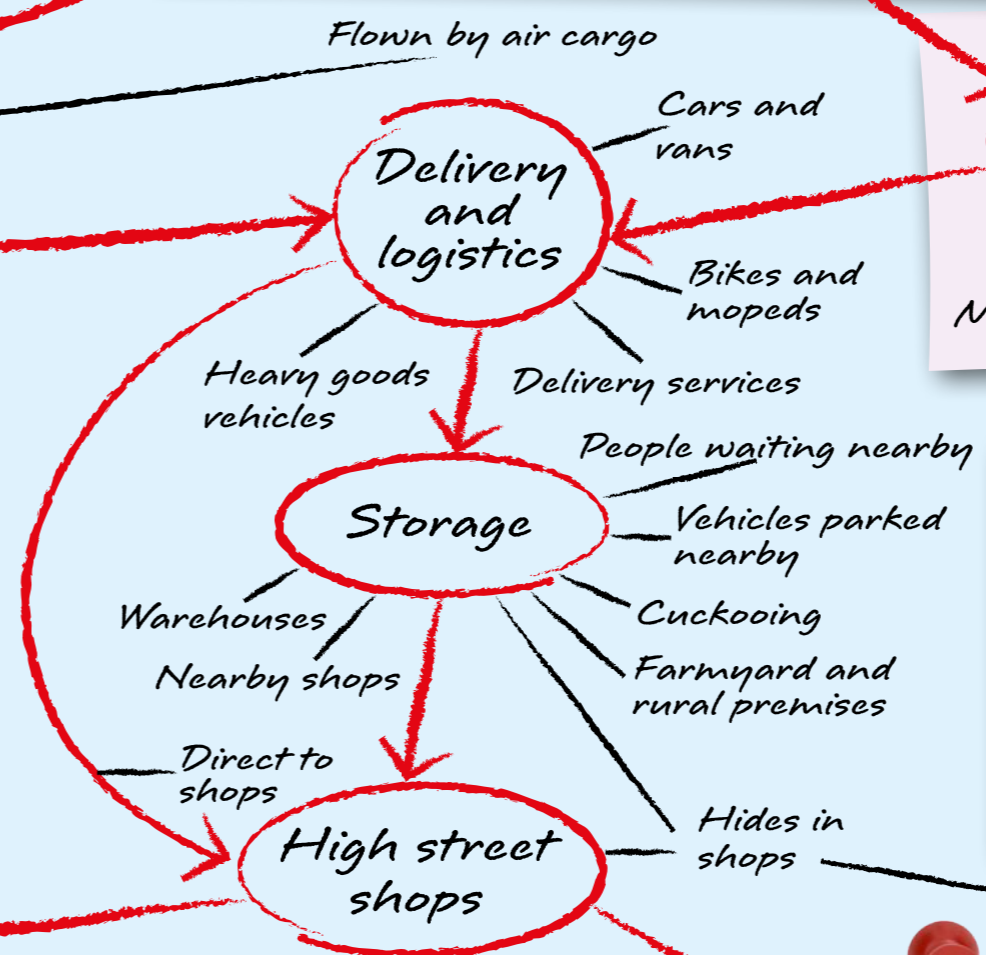 Flown by air cargo
Cars and
vans
Delivery
and
logistics
Bikes and
mopeds
Heavy goods
vehicles
Delivery services
People waiting nearby
Storage
Vehicles parked
nearby
Warehouses
Cuckooing
Nearby shops
Farmyard and
rural premises
Direct to
shops
Hides in
shops
High street
shops